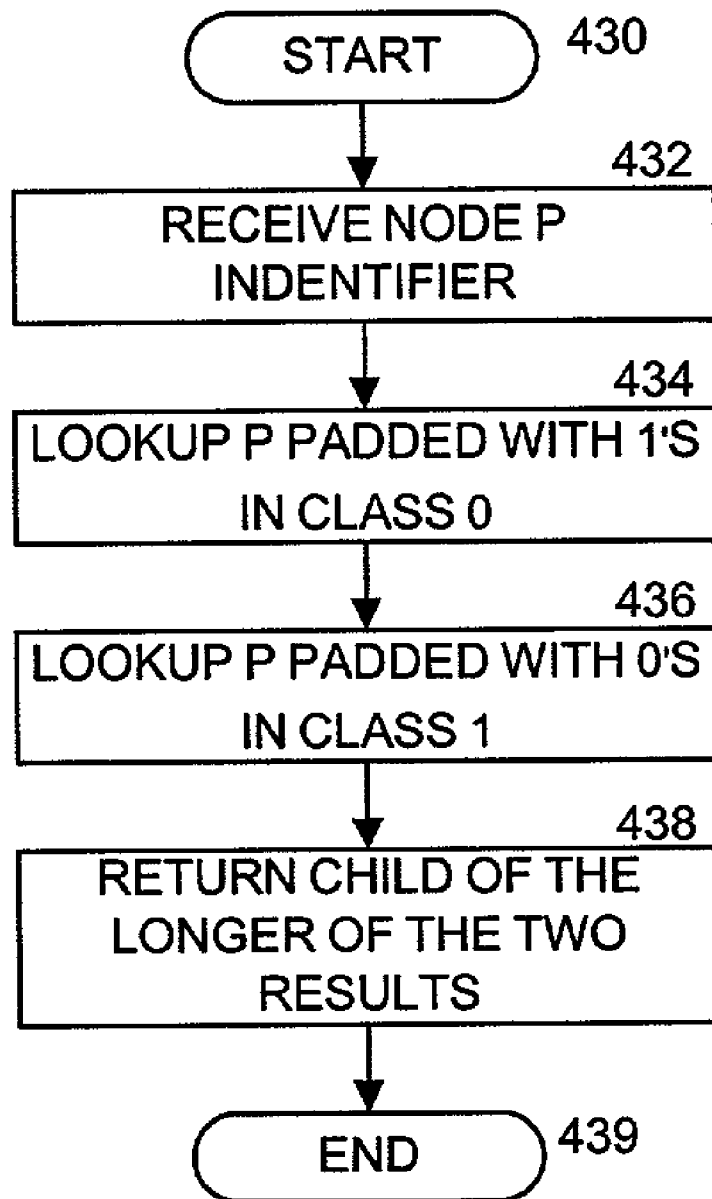 START
430
432
RECEIVE NODE P
INDENTIFIER
434
LOOKUP P PADDED WITH 1'S
IN CLASS 0
436
LOOKUP P PADDED WITH 0'S
IN CLASS 1
438
RETURN CHILD OF THE
LONGER OF THE TWO
RESULTS
END
439